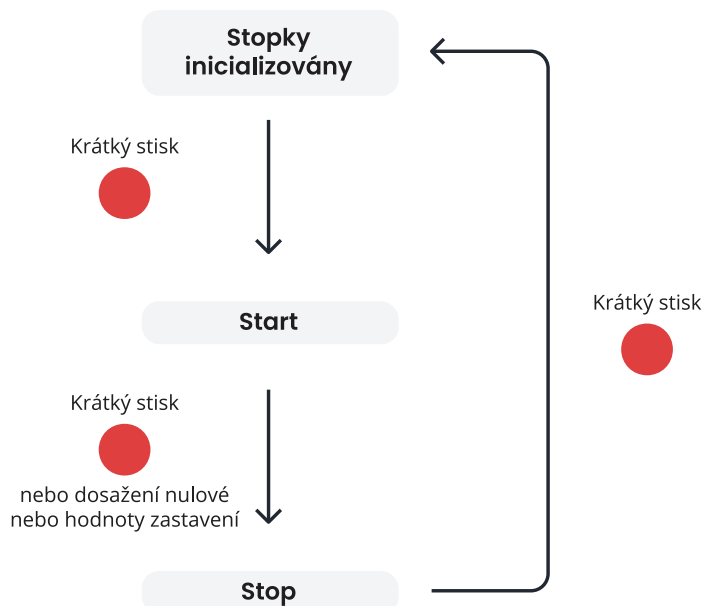 Stopky
inicializovány
Krátký stisk
Start
Krátký stisk
Krátký stisk
nebo dosažení nulové
nebo hodnoty zastavení
Stop